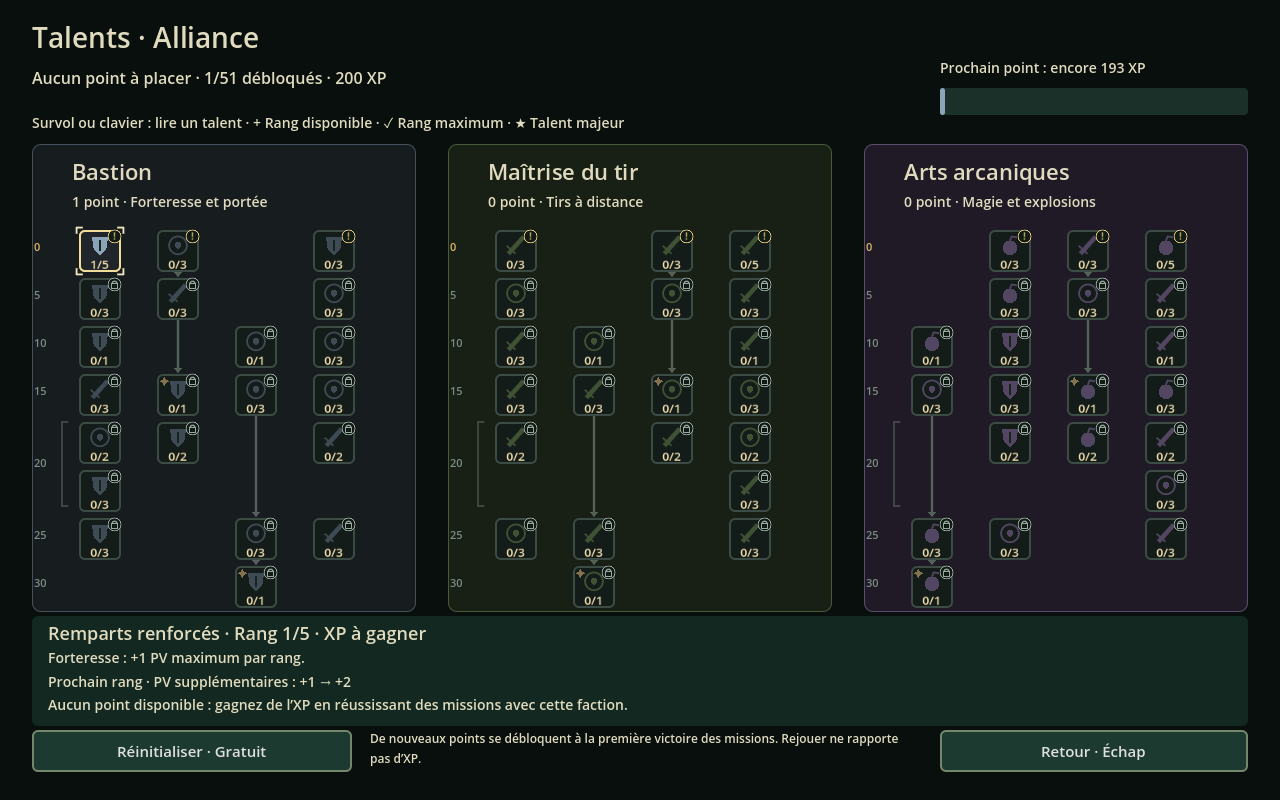 Talents · Alliance
Aucun point à placer · 1/51 débloqués · 200 XP
Prochain point : encore 193 XP
Survol ou clavier : lire un talent · + Rang disponible · ✓ Rang maximum · ★ Talent majeur
Bastion
1 point · Forteresse et portée
0
1/5 0/3 0/3
5
0/3 0/3 0/3
10
0/1 0/1 0/3
15
0/3 0/1 0/3 0/3
20
0/2 0/2 0/2
0/3
25
0/3 0/3 0/3
30
0/1
Maîtrise du tir
0 point · Tirs à distance
0
0/3 0/3 0/5
5
0/3 0/3 0/3
10
0/3 0/1 0/3
15
0/3 0/3 0/1 0/3
20
0/2 0/2 0/2
0/3
25
0/3 0/3 0/3
30
0/1
Arts arcaniques
0 point · Magie et explosions
0
0/3 0/3 0/5
5
0/3 0/3 0/3
10
0/1 0/3 0/1
15
0/3 0/3 0/1 0/3
20
0/2 0/2 0/2
0/3
25
0/3 0/3 0/3
30
0/1
Remparts renforcés · Rang 1/5 · XP à gagner
Forteresse : +1 PV maximum par rang.
Prochain rang · PV supplémentaires : +1 → +2
Aucun point disponible : gagnez de l’XP en réussissant des missions avec cette faction.
Réinitialiser · Gratuit
De nouveaux points se débloquent à la première victoire des missions. Rejouer ne rapporte
pas d’XP.
Retour · Échap